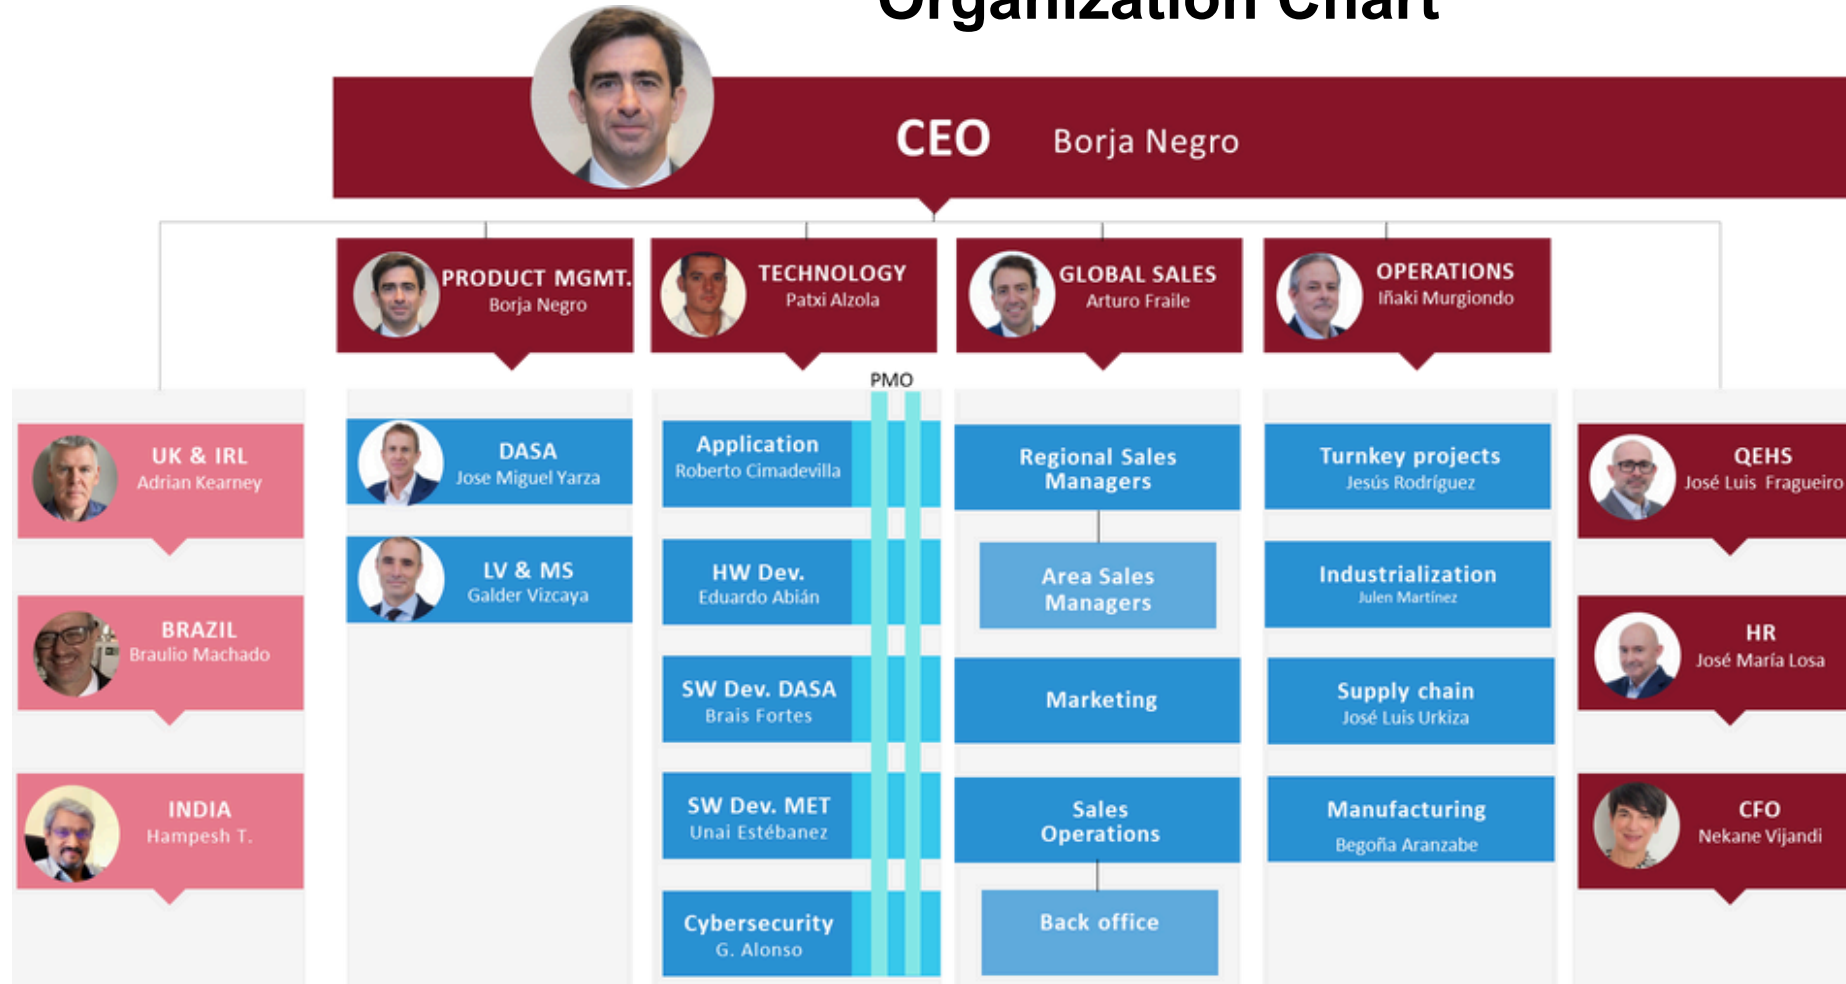 Organization Chart
CEO Borja Negro
PRODUCT MGMT.
Borja Negro
TECHNOLOGY
Patxi Alzola
GLOBAL SALES
Arturo Fraile
OPERATIONS
Iñaki Murgiondo
PMO
UK & IRL
Adrian Kearney
BRAZIL
Braulio Machado
INDIA
Hampesh T.
DASA
Jose Miguel Yarza
LV & MS
Galder Vizcaya
Application
Roberto Cimadevilla
HW Dev.
Eduardo Abián
SW Dev. DASA
Brais Fortes
SW Dev. MET
Unai Estébanez
Cybersecurity
G. Alonso
Regional Sales
Managers
Area Sales
Managers
Marketing
Sales
Operations
Back office
Turnkey projects
Jesús Rodríguez
Industrialization
Julen Martínez
Supply chain
José Luis Urkiza
Manufacturing
Begoña Aranzabe
QEHS
José Luis Fragueiro
HR
José María Losa
CFO
Nekane Vijandi